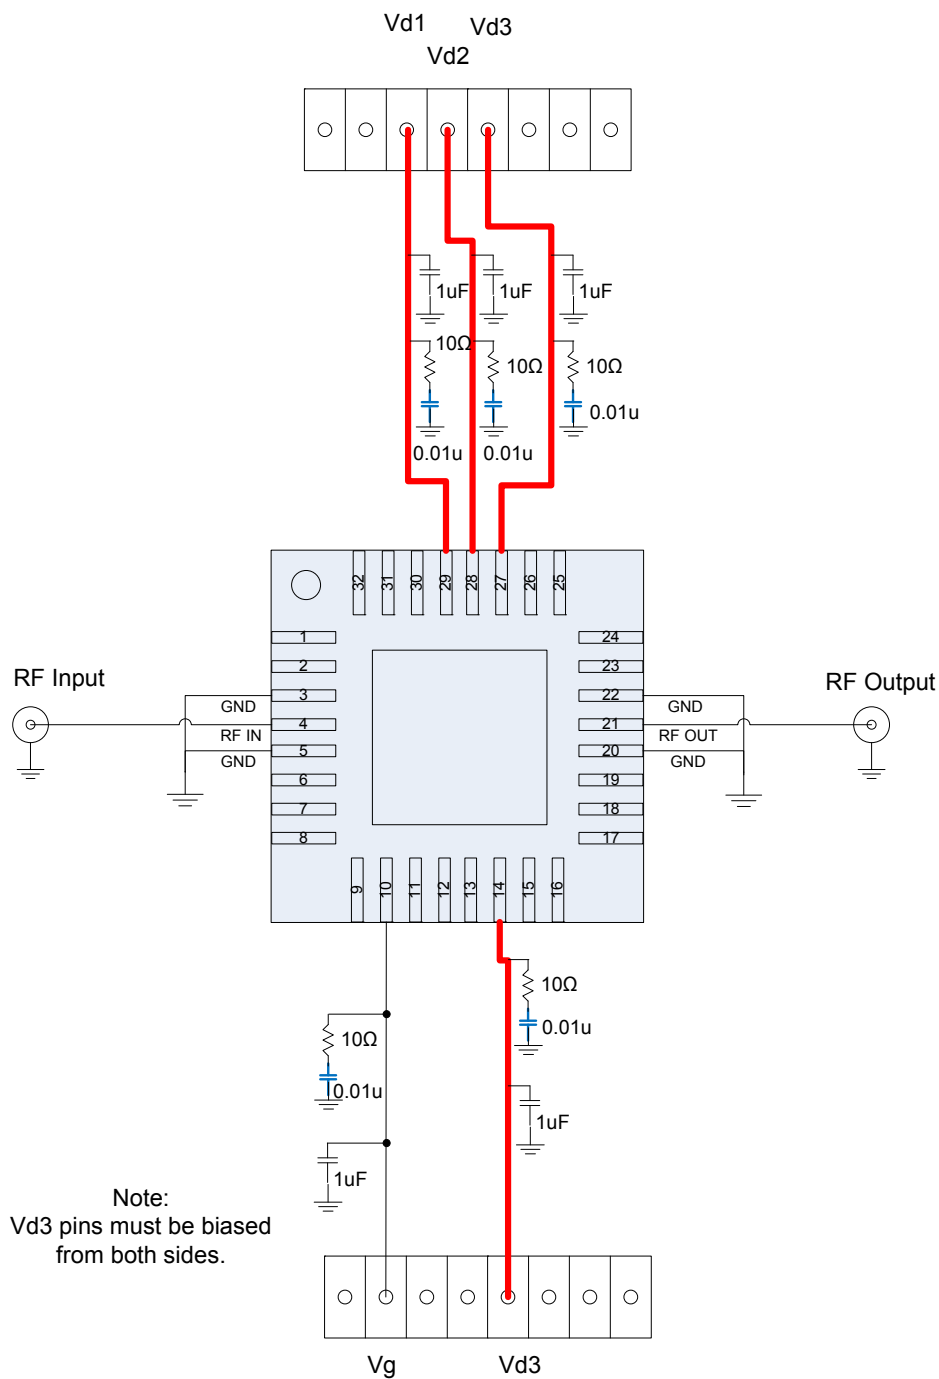 Vd1
Vd3
Vd2
1uF
1uF
1uF
10Ω
10Ω
10Ω
0.01u
0.01u
0.01u
32
31
30
29
28
27
26
25
1
2
3
4
5
6
7
8
24
23
22
21
20
19
18
17
RF Input
GND
RF IN
GND
GND
RF OUT
GND
RF Output
9
10
11
12
13
14
15
16
10Ω
0.01u
10Ω
0.01u
1uF
1uF
Note:
Vd3 pins must be biased
from both sides.
Vg
Vd3